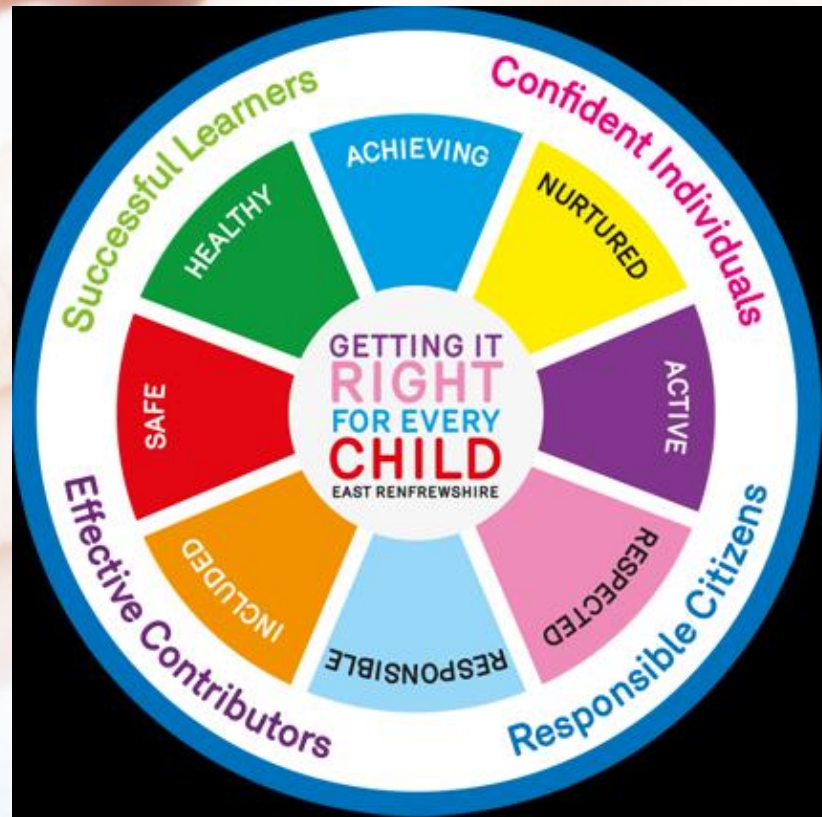 Successful Learners
Confident Individuals
Responsible Citizens
Effective Contributors
ACHIEVING
NURTURED
ACTIVE
RESPECTED
RESPONSIBLE
INCLUDED
SAFE
HEALTHY
GETTING IT
RIGHT
FOR EVERY
CHILD
EAST RENFREWSHIRE